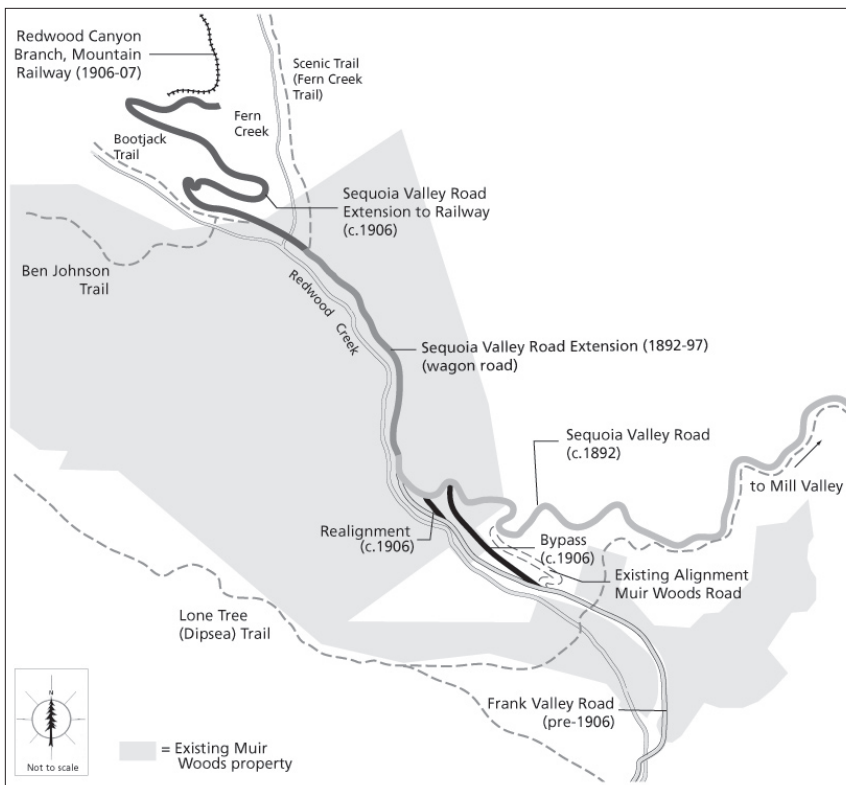 Redwood Canyon
Branch, Mountain
Railway (1906-07)
Scenic Trail
(Fern Creek
Trail)
Fern
Creek
Bootjack
Trail
Sequoia Valley Road
Extension to Railway
(c.1906)
Ben Johnson
Trail
Redwood Creek
Sequoia Valley Road Extension (1892-97)
(wagon road)
Sequoia Valley Road
(c.1892)
to Mill Valley
Realignment
(c.1906)
Bypass
(c.1906)
Existing Alignment
Muir Woods Road
Lone Tree
(Dipsea) Trail
Frank Valley Road
(pre-1906)
N
Not to scale
= Existing Muir
Woods property